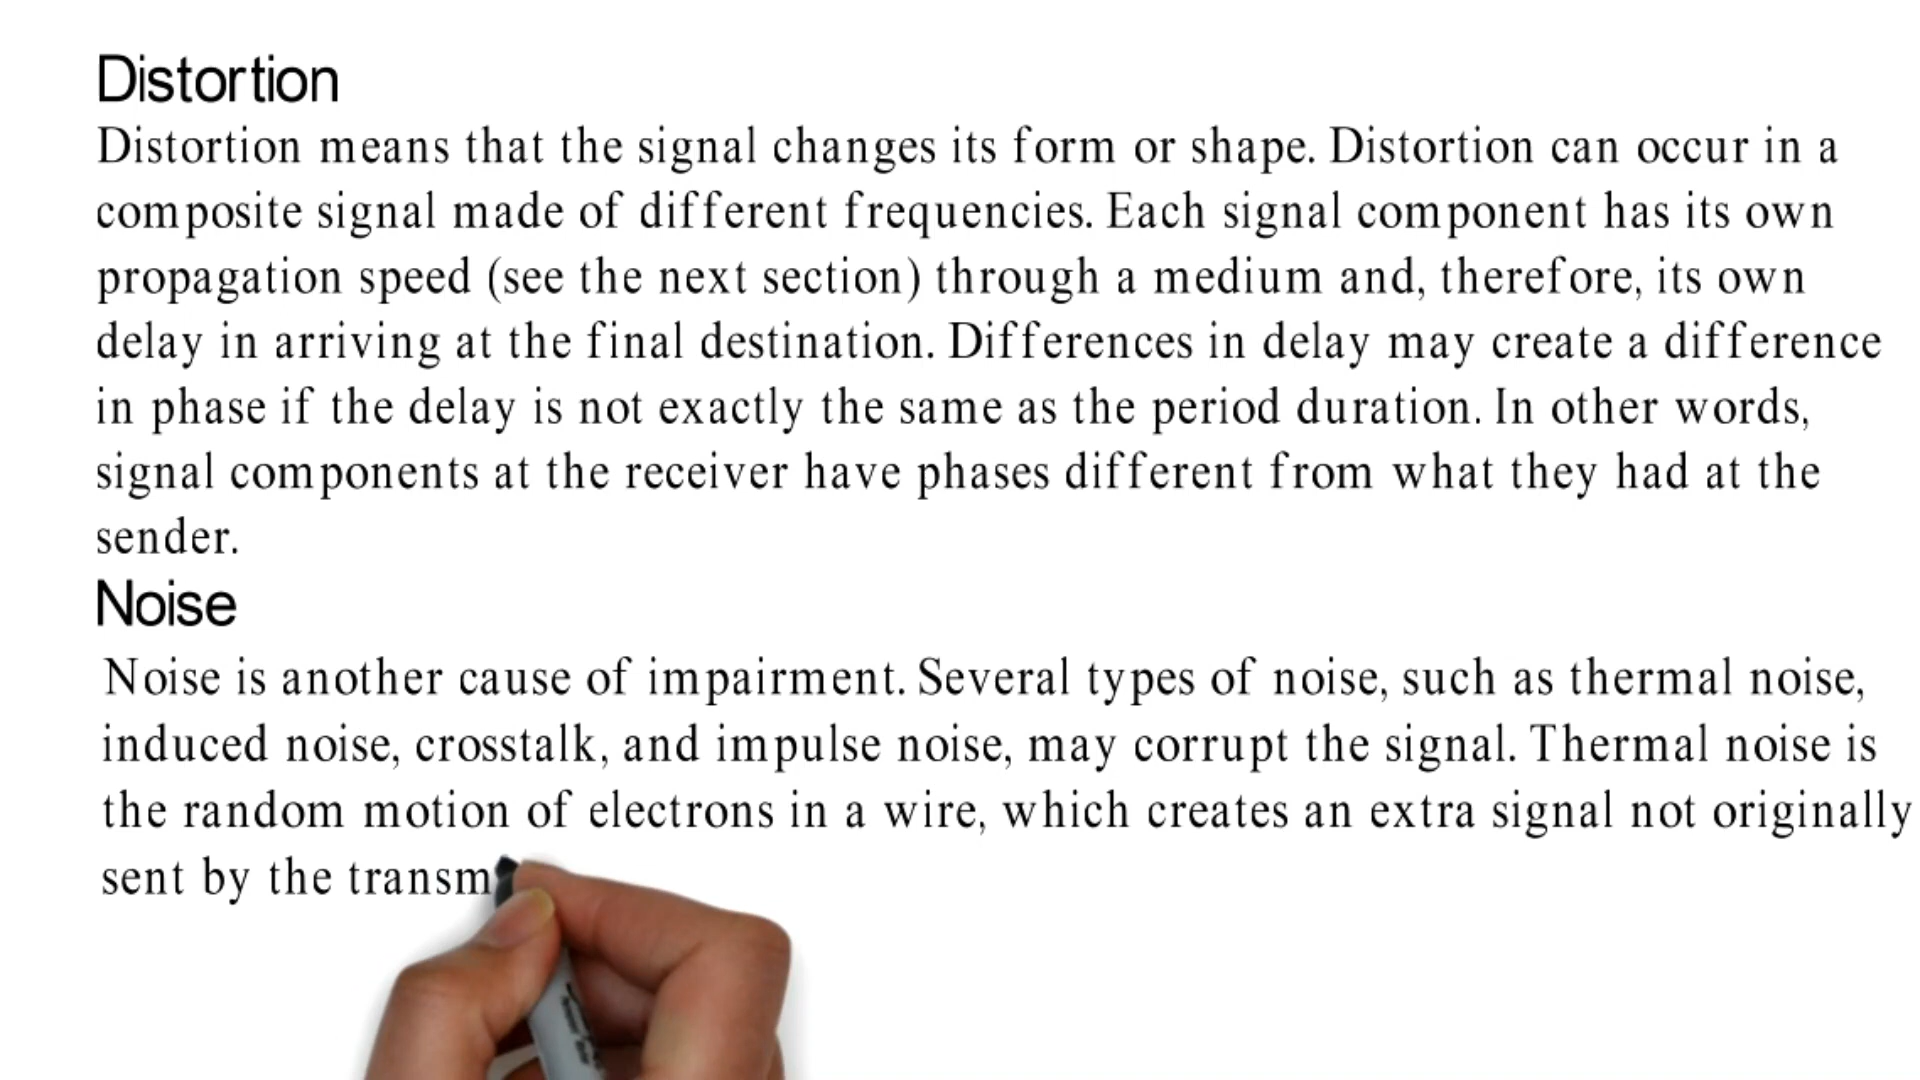 Distortion
Distortion means that the signal changes its form or shape. Distortion can occur in a
composite signal made of different frequencies. Each signal component has its own
propagation speed (see the next section) through a medium and, therefore, its own
delay in arriving at the final destination. Differences in delay may create a difference
in phase if the delay is not exactly the same as the period duration. In other words,
signal components at the receiver have phases different from what they had at the
sender.
Noise
Noise is another cause of impairment. Several types of noise, such as thermal noise,
induced noise, crosstalk, and impulse noise, may corrupt the signal. Thermal noise is
the random motion of electrons in a wire, which creates an extra signal not originally
sent by the transm